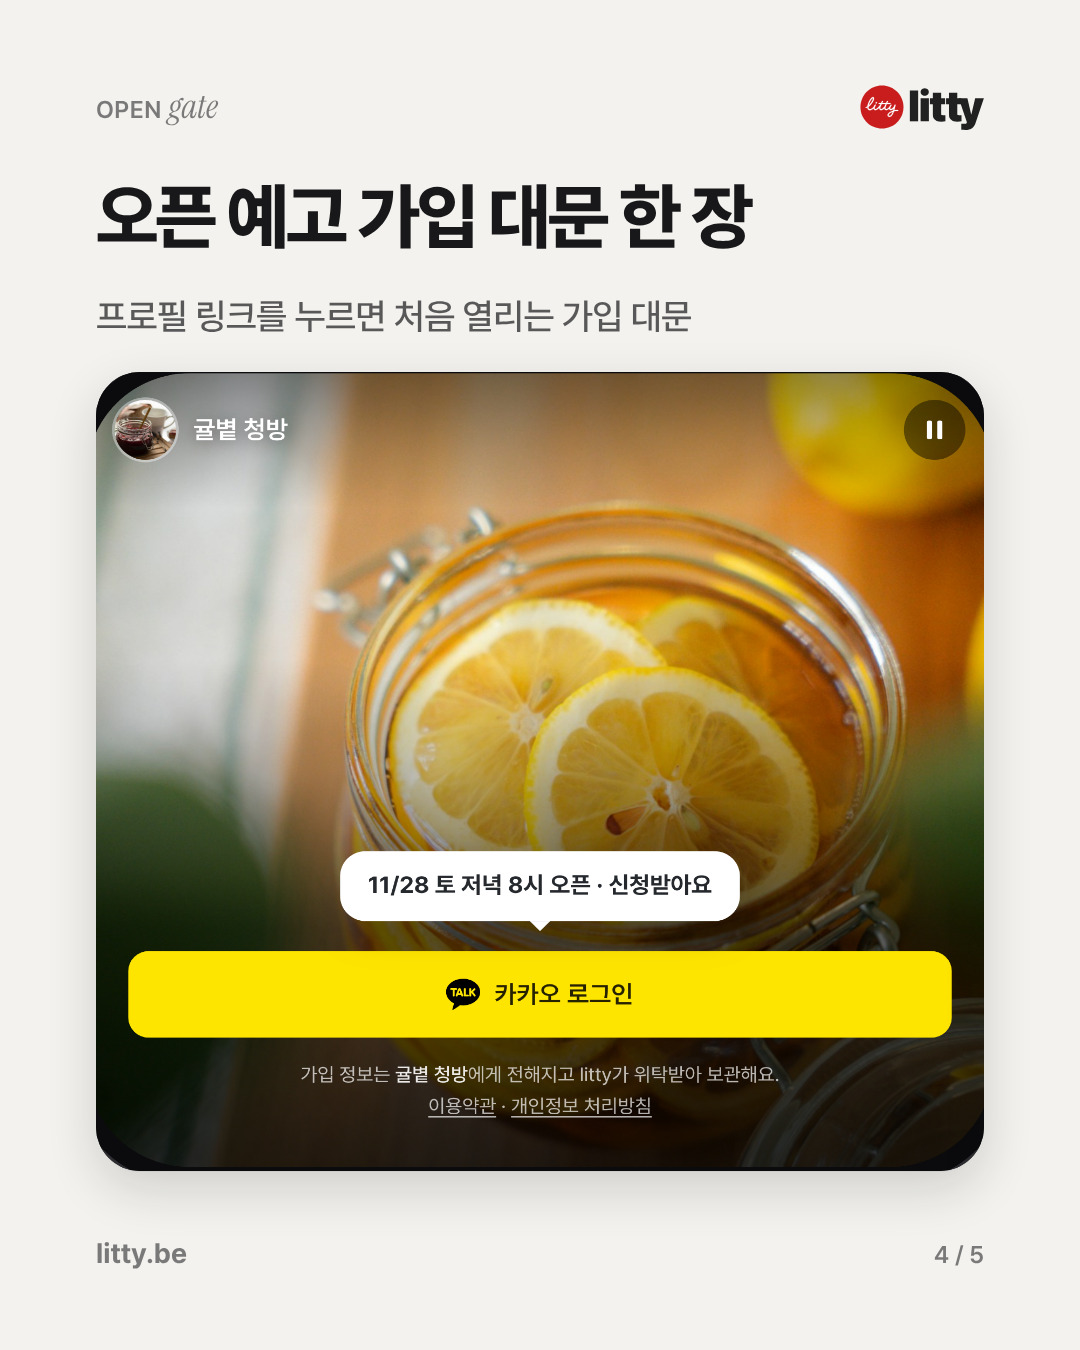 OPEN gate
litty litty
오픈 예고 가입 대문 한 장
프로필 링크를 누르면 처음 열리는 가입 대문
귤볕 청방
11/28 토 저녁 8시 오픈 · 신청받아요
TALK 카카오 로그인
가입 정보는 귤볕 청방에게 전해지고 litty가 위탁받아 보관해요.
이용약관 · 개인정보 처리방침
litty.be
4 / 5